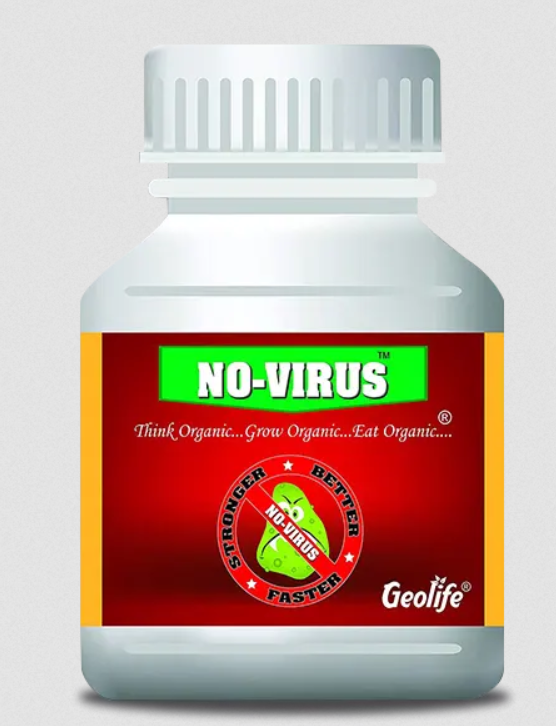 NO-VIRUS™
Think Organic...Grow Organic...Eat Organic....®
STRONGER
BETTER
NO-VIRUS
FASTER
Geolife®